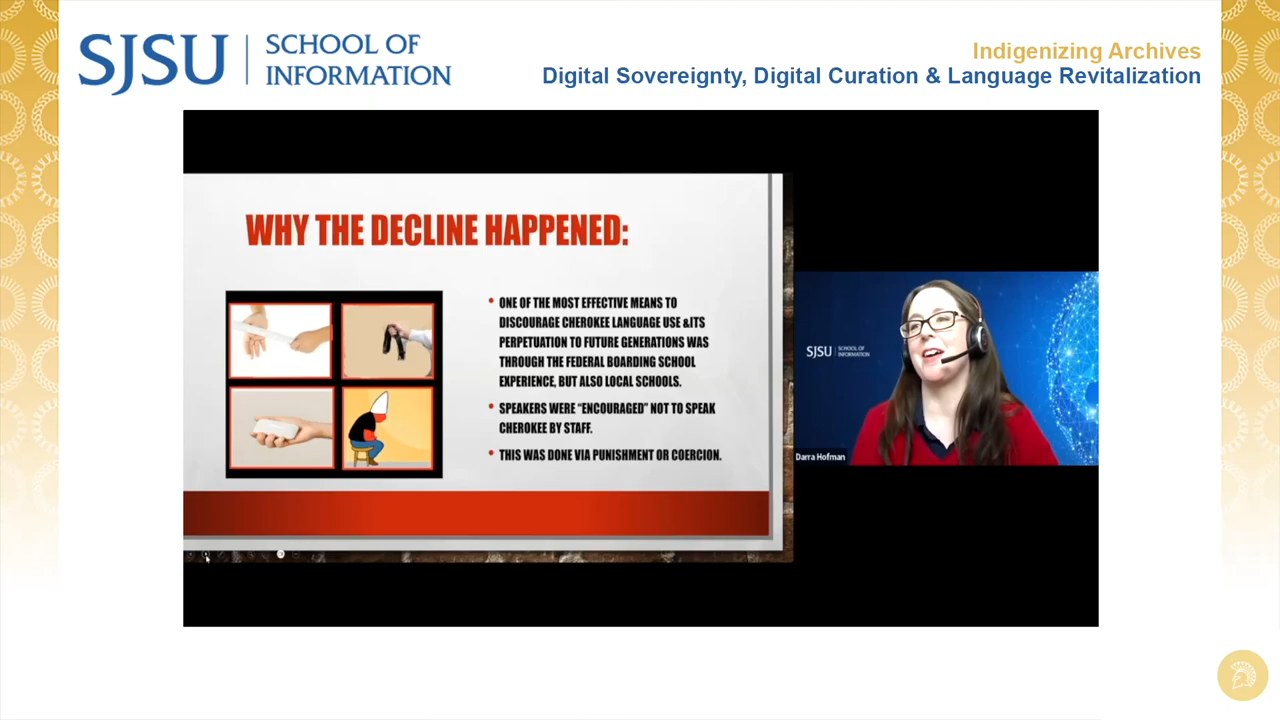 SJSU
SCHOOL OF
INFORMATION
Indigenizing Archives
Digital Sovereignty, Digital Curation & Language Revitalization
WHY THE DECLINE HAPPENED:
• ONE OF THE MOST EFFECTIVE MEANS TO
DISCOURAGE CHEROKEE LANGUAGE USE &ITS
PERPETUATION TO FUTURE GENERATIONS WAS
THROUGH THE FEDERAL BOARDING SCHOOL
EXPERIENCE, BUT ALSO LOCAL SCHOOLS.
• SPEAKERS WERE “ENCOURAGED” NOT TO SPEAK
CHEROKEE BY STAFF.
• THIS WAS DONE VIA PUNISHMENT OR COERCION.
SJSU
SCHOOL OF
INFORMATION
Darra Hofman